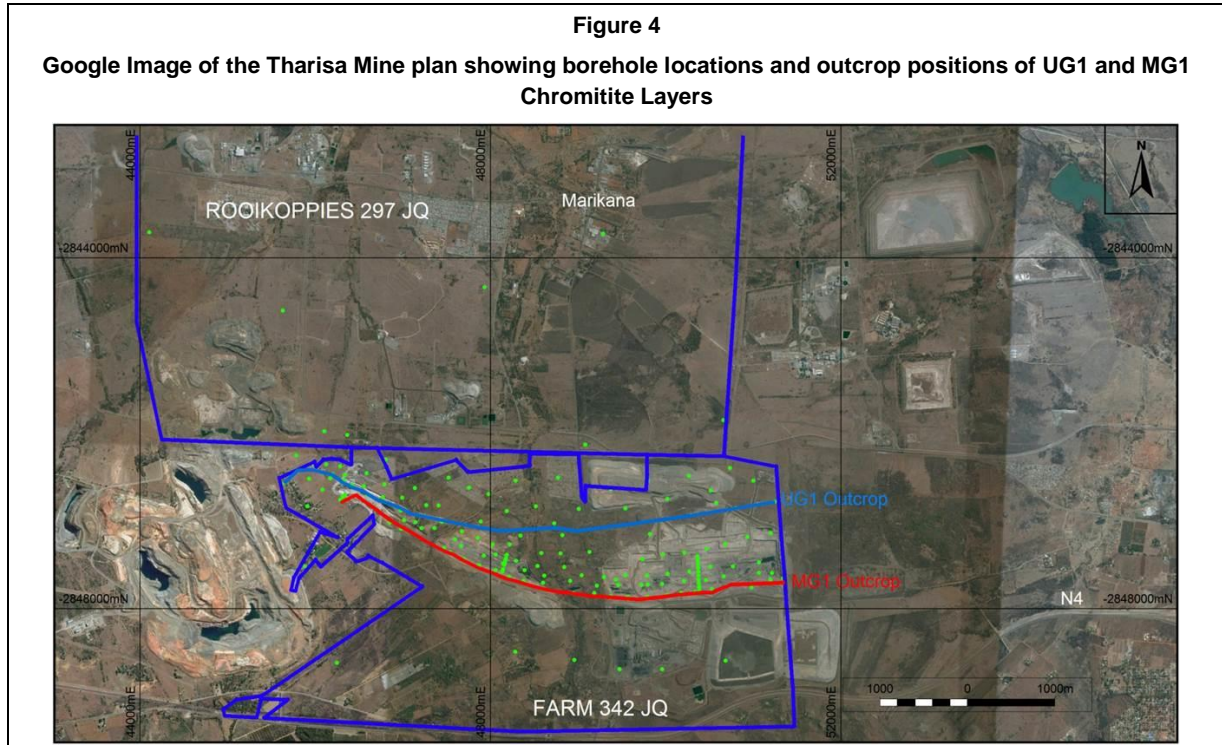 Figure 4
Google Image of the Tharisa Mine plan showing borehole locations and outcrop positions of UG1 and MG1
Chromitite Layers
44000mE
48000mE
52000mE
N
ROOIKOPPIES 297 JQ
Marikana
-2844000mN
-2844000mN
UG1 Outcrop
MG1 Outcrop
-2848000mN
N4
-2848000mN
1000 0 1000m
44000mE
48000mE
52000mE
FARM 342 JQ